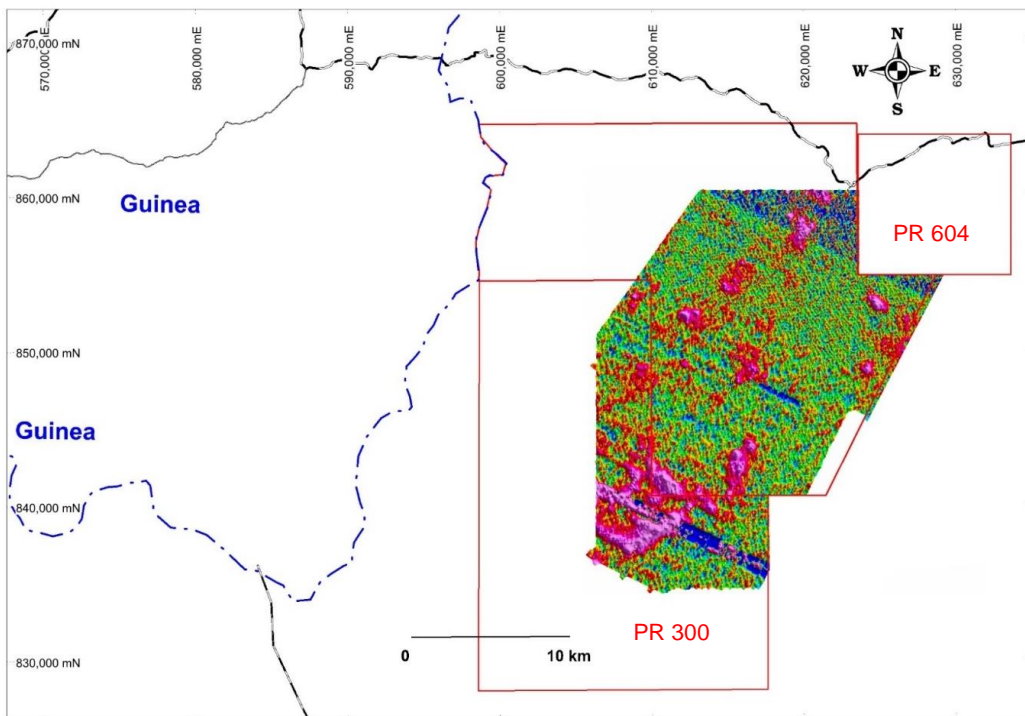 870,000 mN
570,000 mE
580,000 mE
590,000 mE
600,000 mE
610,000 mE
620,000 mE
630,000 mE
N
W
E
S
860,000 mN
Guinea
PR 604
850,000 mN
Guinea
840,000 mN
PR 300
0
10 km
830,000 mN